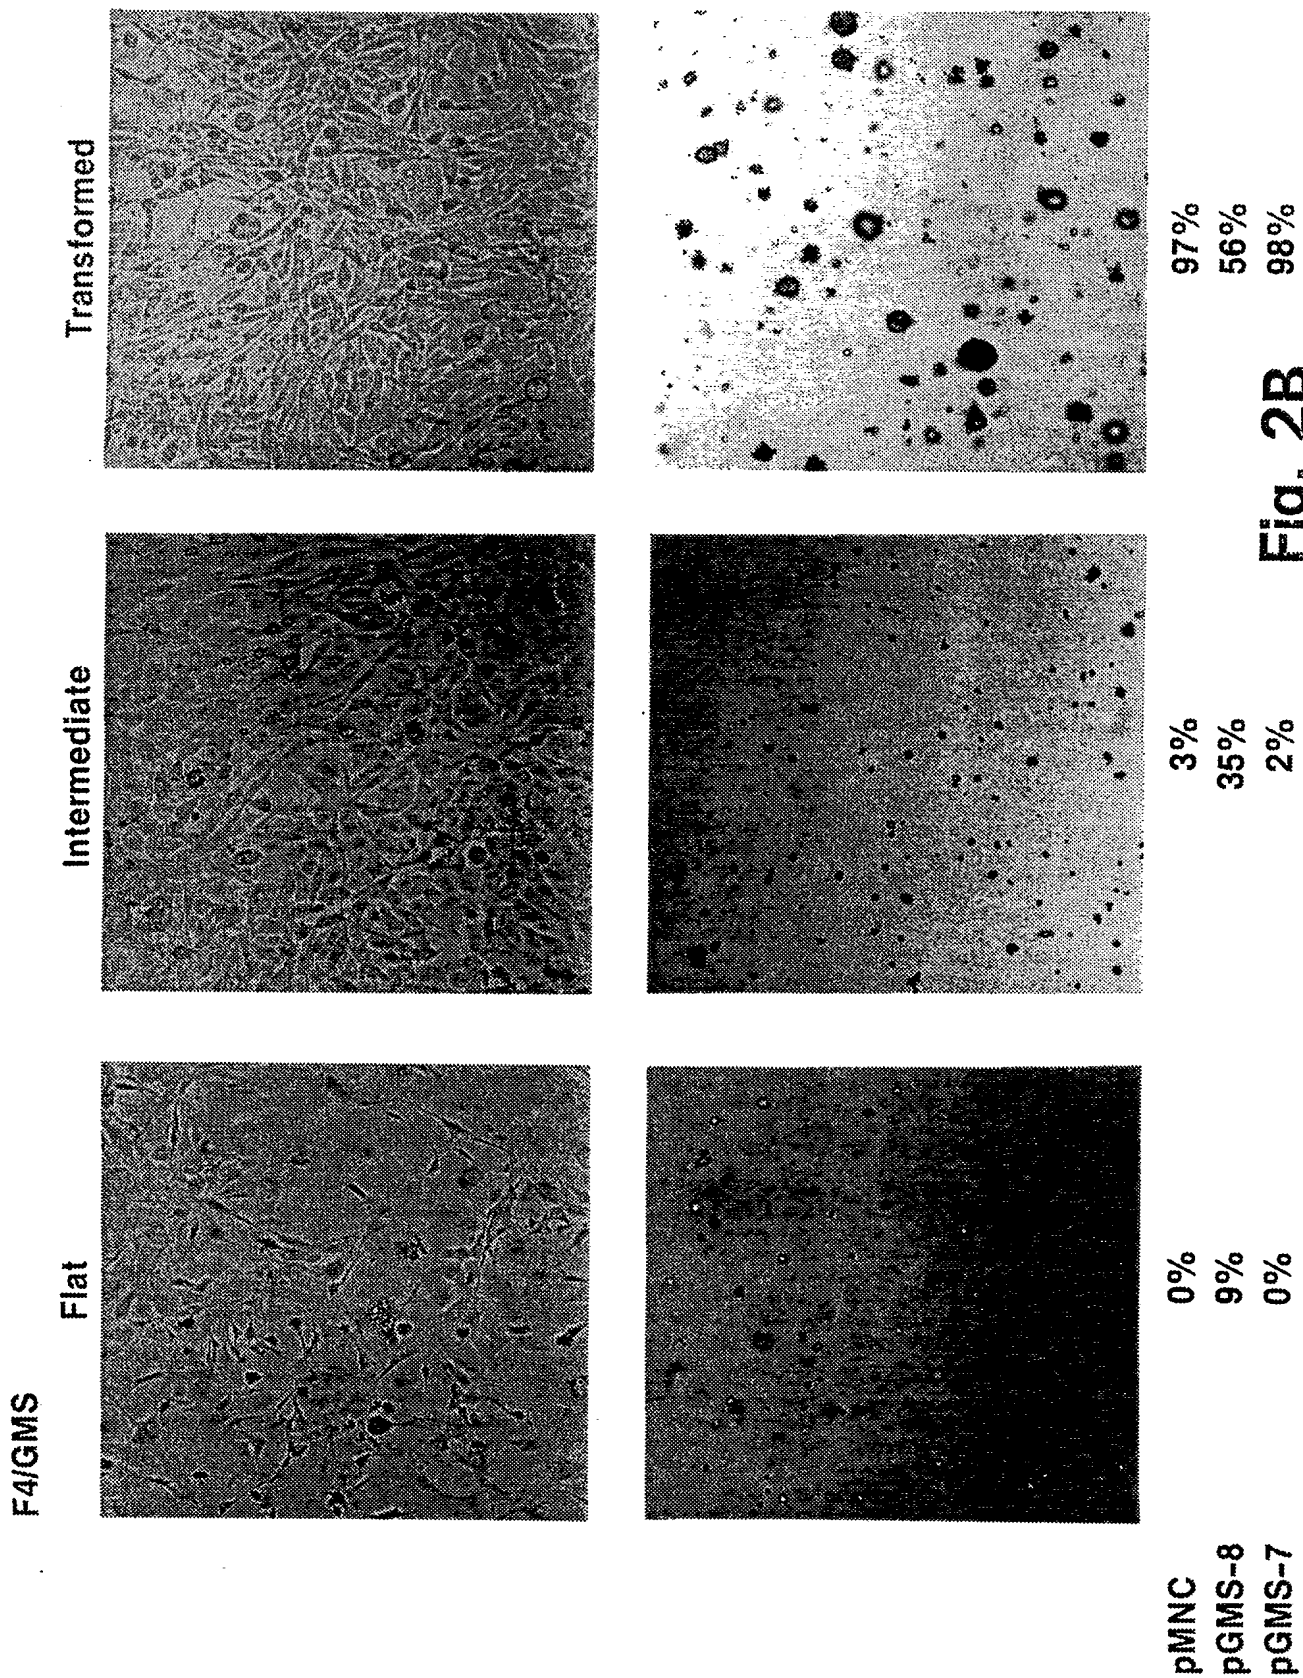 F4/GMS
Flat Intermediate Transformed
pMNC 0% 3% 97%
pGMS-8 9% 35% 56%
pGMS-7 0% 2% 98%
Fig. 2B